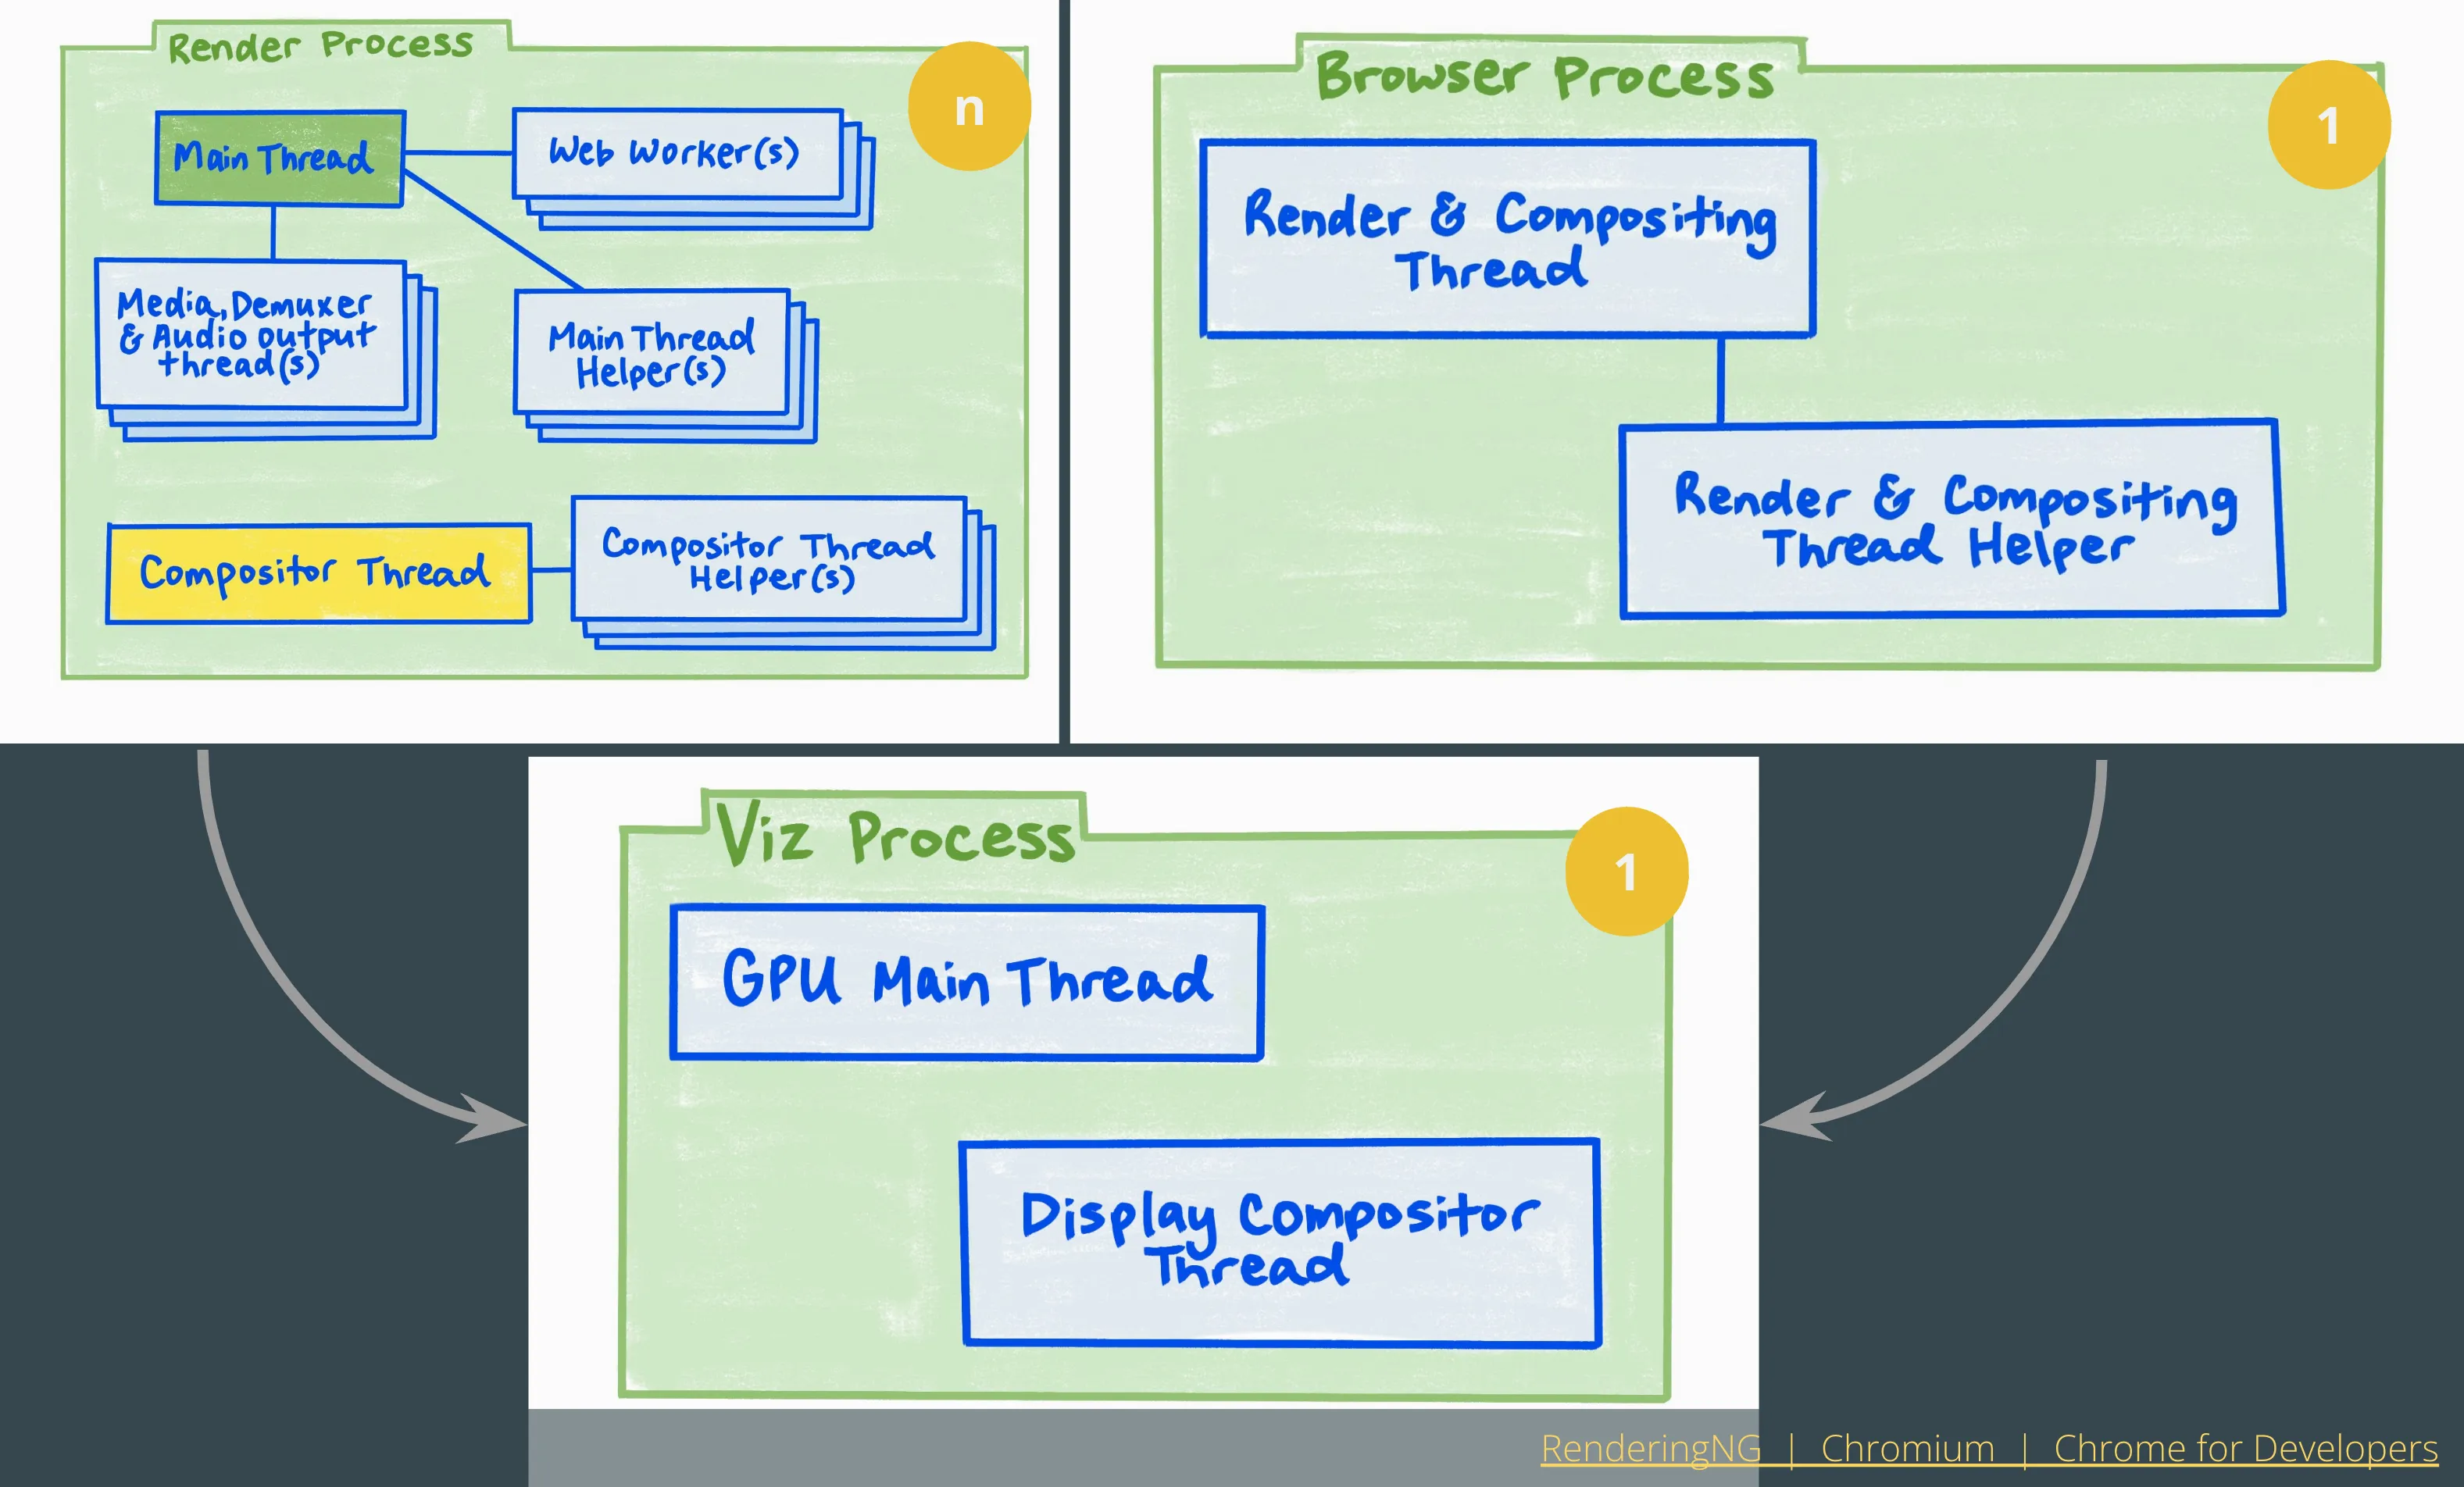 Render Process
n
Main Thread
Web Worker(s)
Media, Demuxer
& Audio output
thread(s)
Main Thread
Helper(s)
Compositor Thread
Compositor Thread
Helper(s)
Browser Process
1
Render & Compositing
Thread
Render & Compositing
Thread Helper
Viz Process
1
GPU Main Thread
Display Compositor
Thread
RenderingNG | Chromium | Chrome for Developers